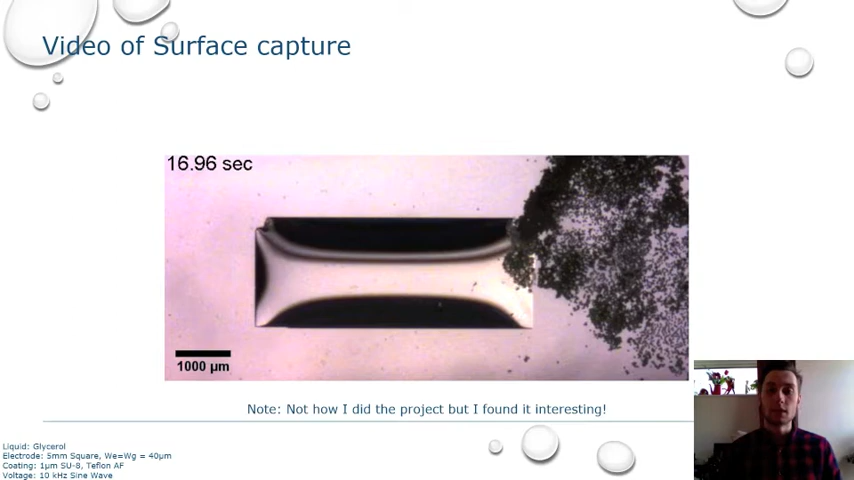 Video of Surface capture
16.96 sec
1000 µm
Note: Not how I did the project but I found it interesting!
Liquid: Glycerol
Electrode: 5mm Square, We=Wg = 40µm
Coating: 1µm SU-8, Teflon AF
Voltage: 10 kHz Sine Wave